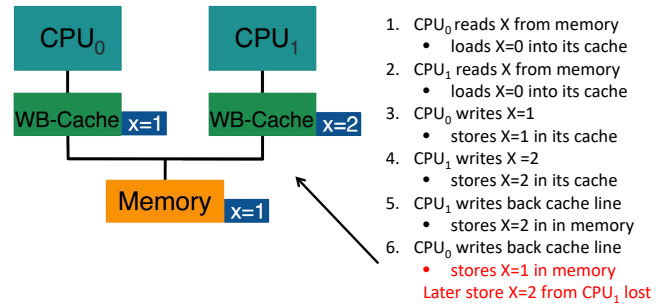 CPU₀
CPU₁
WB-Cache
x=1
WB-Cache
x=2
Memory
x=1
1. CPU₀ reads X from memory
• loads X=0 into its cache
2. CPU₁ reads X from memory
• loads X=0 into its cache
3. CPU₀ writes X=1
• stores X=1 in its cache
4. CPU₁ writes X =2
• stores X=2 in its cache
5. CPU₁ writes back cache line
• stores X=2 in in memory
6. CPU₀ writes back cache line
• stores X=1 in memory
Later store X=2 from CPU₁ lost